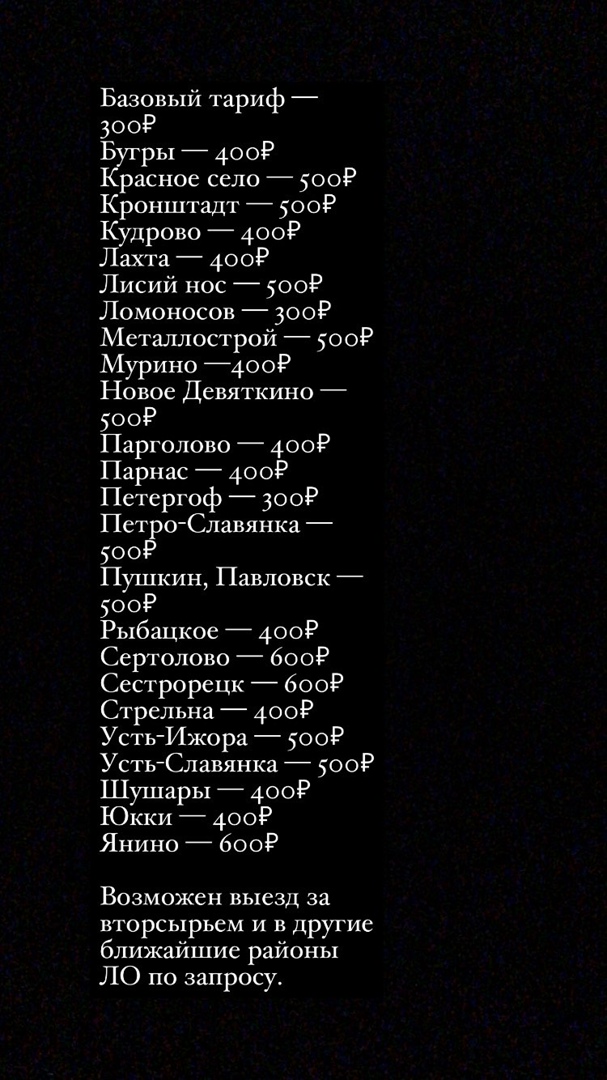 Базовый тариф —
300₽
Бугры — 400₽
Красное село — 500₽
Кронштадт — 500₽
Кудрово — 400₽
Лахта — 400₽
Лисий нос — 500₽
Ломоносов — 300₽
Металлострой — 500₽
Мурино —400₽
Новое Девяткино —
500₽
Парголово — 400₽
Парнас — 400₽
Петергоф — 300₽
Петро-Славянка —
500₽
Пушкин, Павловск —
500₽
Рыбацкое — 400₽
Сертолово — 600₽
Сестрорецк — 600₽
Стрельна — 400₽
Усть-Ижора — 500₽
Усть-Славянка — 500₽
Шушары — 400₽
Юкки — 400₽
Янино — 600₽
Возможен выезд за
вторсырьем и в другие
ближайшие районы
ЛО по запросу.